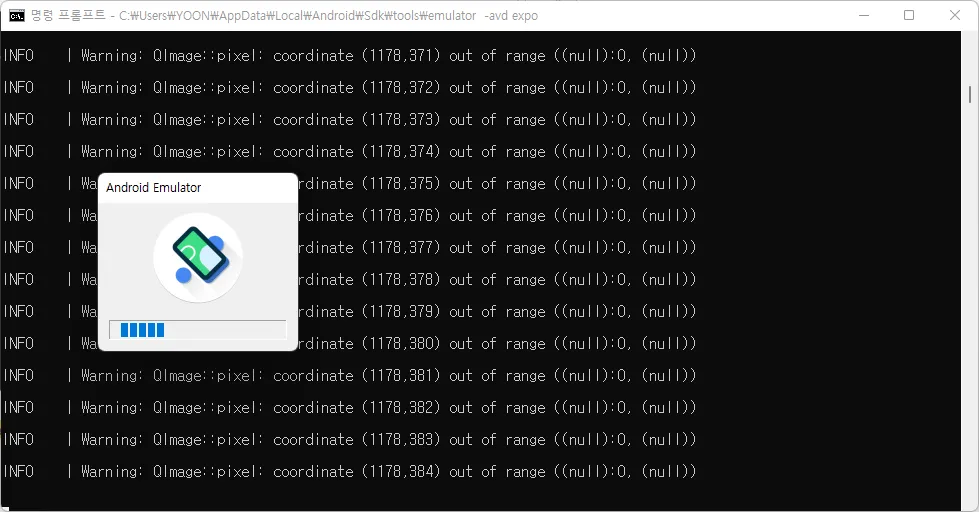 명령 프롬프트 - C:₩Users₩YOON₩AppData₩Local₩Android₩Sdk₩tools₩emulator  -avd expo
INFO    | Warning: QImage::pixel: coordinate (1178,371) out of range ((null):0, (null))
INFO    | Warning: QImage::pixel: coordinate (1178,372) out of range ((null):0, (null))
INFO    | Warning: QImage::pixel: coordinate (1178,373) out of range ((null):0, (null))
INFO    | Warning: QImage::pixel: coordinate (1178,374) out of range ((null):0, (null))
INFO    | Wa rdinate (1178,375) out of range ((null):0, (null))
Android Emulator
INFO    | Wa rdinate (1178,376) out of range ((null):0, (null))
INFO    | Wa rdinate (1178,377) out of range ((null):0, (null))
INFO    | Wa rdinate (1178,378) out of range ((null):0, (null))
INFO    | Wa rdinate (1178,379) out of range ((null):0, (null))
INFO    | Wa rdinate (1178,380) out of range ((null):0, (null))
INFO    | Warning: QImage::pixel: coordinate (1178,381) out of range ((null):0, (null))
INFO    | Warning: QImage::pixel: coordinate (1178,382) out of range ((null):0, (null))
INFO    | Warning: QImage::pixel: coordinate (1178,383) out of range ((null):0, (null))
INFO    | Warning: QImage::pixel: coordinate (1178,384) out of range ((null):0, (null))